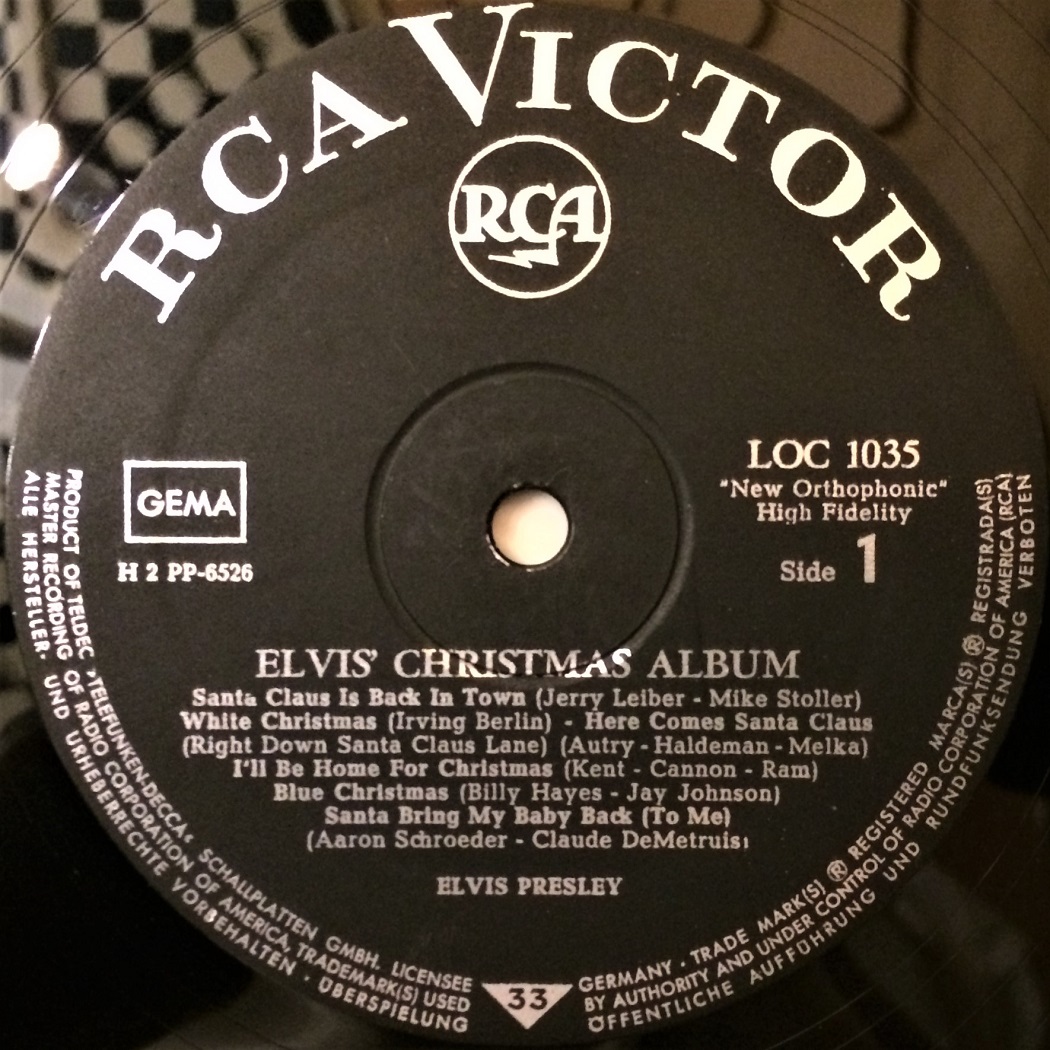 RCA VICTOR
RCA
GEMA
H 2 PP-6526
LOC 1035
"New Orthophonic"
High Fidelity
Side 1
ELVIS' CHRISTMAS ALBUM
Santa Claus Is Back In Town (Jerry Leiber - Mike Stoller)
White Christmas (Irving Berlin) - Here Comes Santa Claus
(Right Down Santa Claus Lane) (Autry - Haldeman - Melka)
I'll Be Home For Christmas (Kent - Cannon - Ram)
Blue Christmas (Billy Hayes - Jay Johnson)
Santa Bring My Baby Back (To Me)
(Aaron Schroeder - Claude DeMetruis)
ELVIS PRESLEY
PRODUCT OF TELDEC »TELEFUNKEN-DECCA« SCHALLPLATTEN GMBH. LICENSEE
MASTER RECORDING OF RADIO CORPORATION OF AMERICA, TRADEMARK(S) USED
ALLE HERSTELLER- UND URHEBERRECHTE VORBEHALTEN · ÜBERSPIELUNG
33
GERMANY · TRADE MARK(S) ® REGISTERED MARCA(S) ® REGISTRADA(S)
BY AUTHORITY AND UNDER CONTROL OF RADIO CORPORATION OF AMERICA (RCA)
ÖFFENTLICHE AUFFÜHRUNG UND RUNDFUNKSENDUNG VERBOTEN